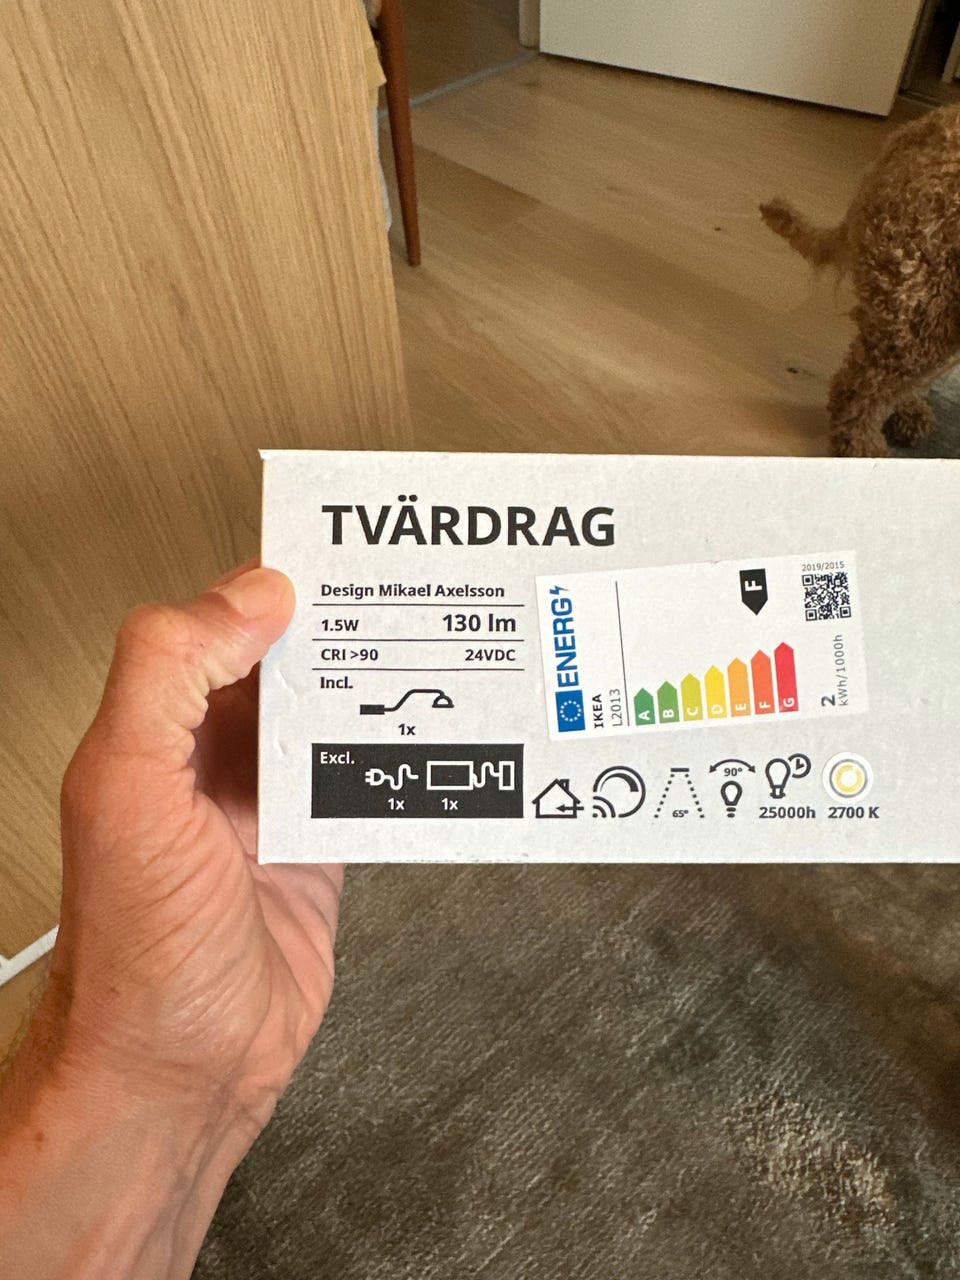 TVÄRDRAG
Design Mikael Axelsson
1.5W 130 lm
CRI >90 24VDC
Incl.
1x
Excl.
1x 1x
ENERG
IKEA
L2013
A
B
C
D
E
F
G
F
2019/2015
2
kWh/1000h
65°
90°
25000h
2700 K